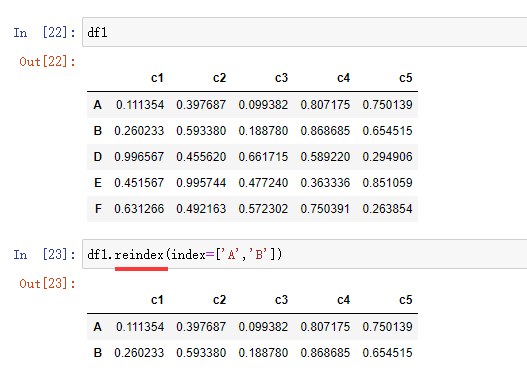 In [22]: df1
Out[22]:
c1 c2 c3 c4 c5
A 0.111354 0.397687 0.099382 0.807175 0.750139
B 0.260233 0.593380 0.188780 0.868685 0.654515
D 0.996567 0.455620 0.661715 0.589220 0.294906
E 0.451567 0.995744 0.477240 0.363336 0.851059
F 0.631266 0.492163 0.572302 0.750391 0.263854
In [23]: df1.reindex(index=['A','B'])
Out[23]:
c1 c2 c3 c4 c5
A 0.111354 0.397687 0.099382 0.807175 0.750139
B 0.260233 0.593380 0.188780 0.868685 0.654515